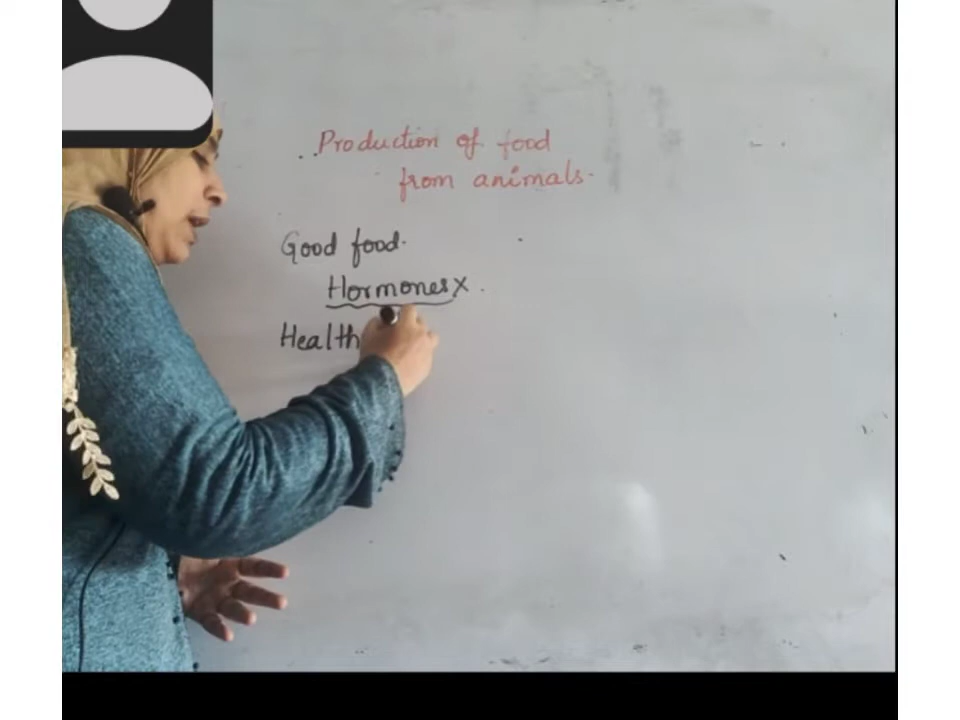 Production of food
from animals.
Good food.
Hormones X.
Health